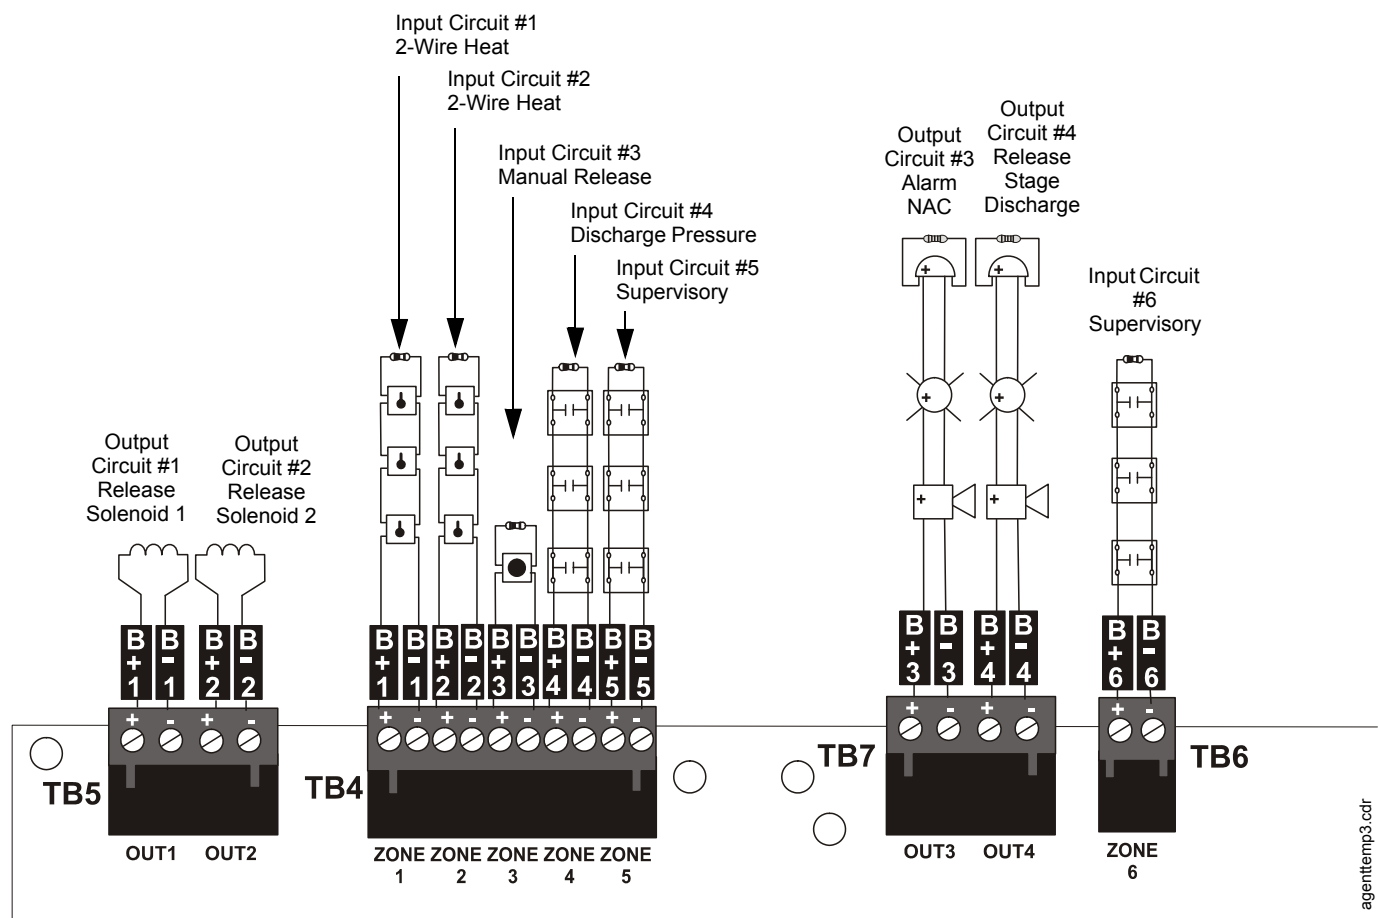 Input Circuit #1
2-Wire Heat
Input Circuit #2
2-Wire Heat
Input Circuit #3
Manual Release
Input Circuit #4
Discharge Pressure
Input Circuit #5
Supervisory
Output
Circuit #3
Alarm
NAC
Output
Circuit #4
Release
Stage
Discharge
Input Circuit
#6
Supervisory
Output
Circuit #1
Release
Solenoid 1
Output
Circuit #2
Release
Solenoid 2
+
+
+
+
+
+
B+1
B-1
B+2
B-2
B+1
B-1
B+2
B-2
B+3
B-3
B+4
B-4
B+5
B-5
B+3
B-3
B+4
B-4
B+6
B-6
+ - + -
+ - + - + - + - + -
+ - + -
+ -
TB5
TB4
TB7
TB6
OUT1 OUT2
ZONE 1
ZONE 2
ZONE 3
ZONE 4
ZONE 5
OUT3 OUT4
ZONE
6
agenttemp3.cdr